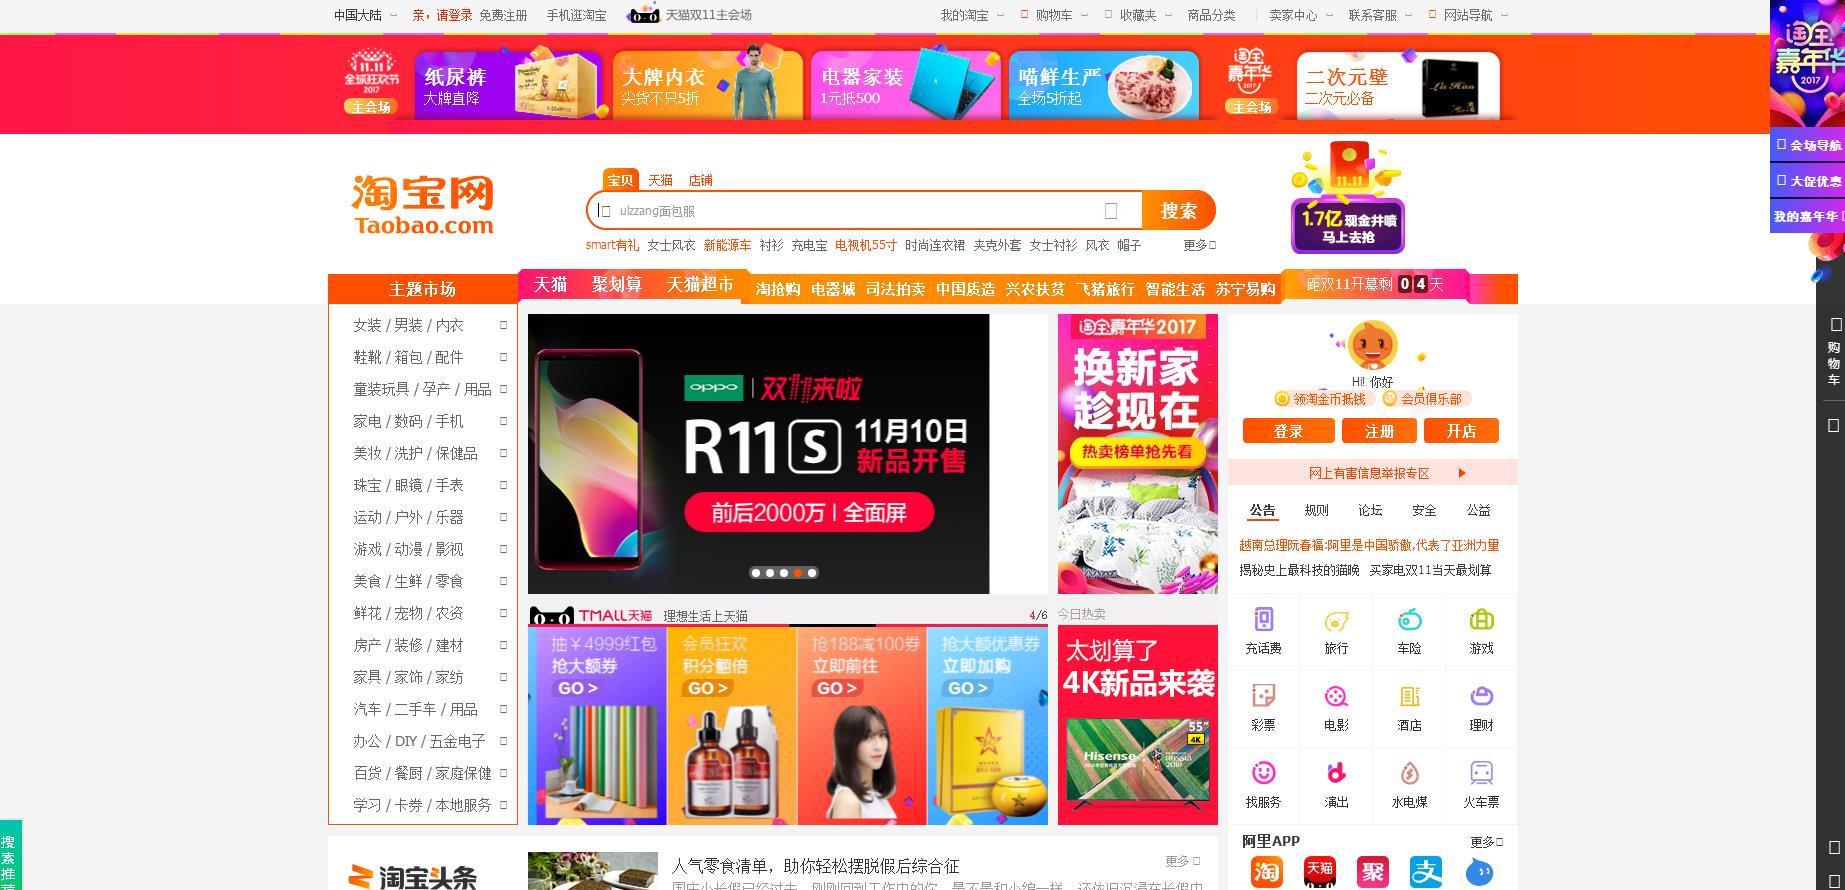 中国大陆 亲，请登录 免费注册 手机逛淘宝 天猫双11主会场 我的淘宝 购物车 收藏夹 商品分类 卖家中心 联系客服 网站导航
11.11
全球狂欢节
2017
主会场
纸尿裤
大牌直降
大牌内衣
尖货不只5折
电器家装
1元抵500
喵鲜生严
全场5折起
淘宝
嘉年华
2017
主会场
二次元壁
二次元必备
淘宝
嘉年华
2017
会场导航
大促优惠
我的嘉年华
淘宝网
Taobao.com
宝贝 天猫 店铺
ulzzang面包服
搜索
smart有礼 女士风衣 新能源车 衬衫 充电宝 电视机55寸 时尚连衣裙 夹克外套 女士衬衫 风衣 帽子 更多
11.11
1.7亿 现金井喷
马上去抢
主题市场 天猫 聚划算 天猫超市 淘抢购 电器城 司法拍卖 中国质造 兴农扶贫 飞猪旅行 智能生活 苏宁易购 距双11开幕剩 0 4 天
女装 / 男装 / 内衣
鞋靴 / 箱包 / 配件
童装玩具 / 孕产 / 用品
家电 / 数码 / 手机
美妆 / 洗护 / 保健品
珠宝 / 眼镜 / 手表
运动 / 户外 / 乐器
游戏 / 动漫 / 影视
美食 / 生鲜 / 零食
鲜花 / 宠物 / 农资
房产 / 装修 / 建材
家具 / 家饰 / 家纺
汽车 / 二手车 / 用品
办公 / DIY / 五金电子
百货 / 餐厨 / 家庭保健
学习 / 卡券 / 本地服务
oppo 双11来啦
R11S 11月10日
新品开售
前后2000万 | 全面屏
淘宝嘉年华2017
换新家
趁现在
热卖榜单抢先看
TMALL天猫 理想生活上天猫 4/6
抽￥4999红包
抢大额券
GO >
会员狂欢
积分翻倍
GO >
抢188减100券
立即前往
GO >
抢大额优惠券
立即加购
GO >
今日热卖
太划算了
4K新品来袭
55"
4K
Hisense
RUSSIA
2018
Hi! 你好
领淘金币抵钱 会员俱乐部
登录 注册 开店
网上有害信息举报专区
公告 规则 论坛 安全 公益
越南总理阮春福:阿里是中国骄傲,代表了亚洲力量
揭秘史上最科技的猫晚 买家电双11当天最划算
充话费 旅行 车险 游戏
彩票 电影 酒店 理财
找服务 演出 水电煤 火车票
阿里APP 更多
淘 天猫 聚 支
购物车
搜索推荐
淘宝头条
人气零食清单，助你轻松摆脱假后综合征 更多
国庆小长假已经过去，刚刚回到工作中的你，是不是和小编一样，还依旧沉浸在长假中